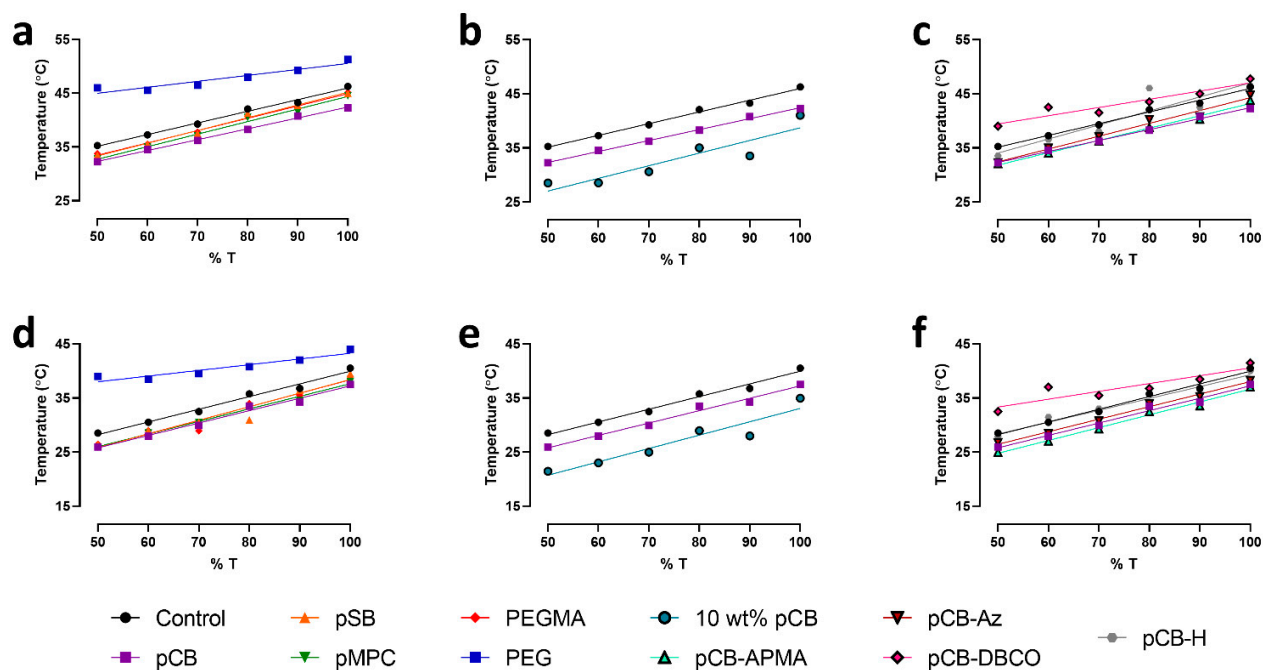 a
55
45
35
25
Temperature (°C)
50 60 70 80 90 100
% T
b
55
45
35
25
Temperature (°C)
50 60 70 80 90 100
% T
c
55
45
35
25
Temperature (°C)
50 60 70 80 90 100
% T
d
45
35
25
15
Temperature (°C)
50 60 70 80 90 100
% T
e
45
35
25
15
Temperature (°C)
50 60 70 80 90 100
% T
f
45
35
25
15
Temperature (°C)
50 60 70 80 90 100
% T
Control pSB PEGMA 10 wt% pCB pCB-Az
pCB-H
pCB pMPC PEG pCB-APMA pCB-DBCO